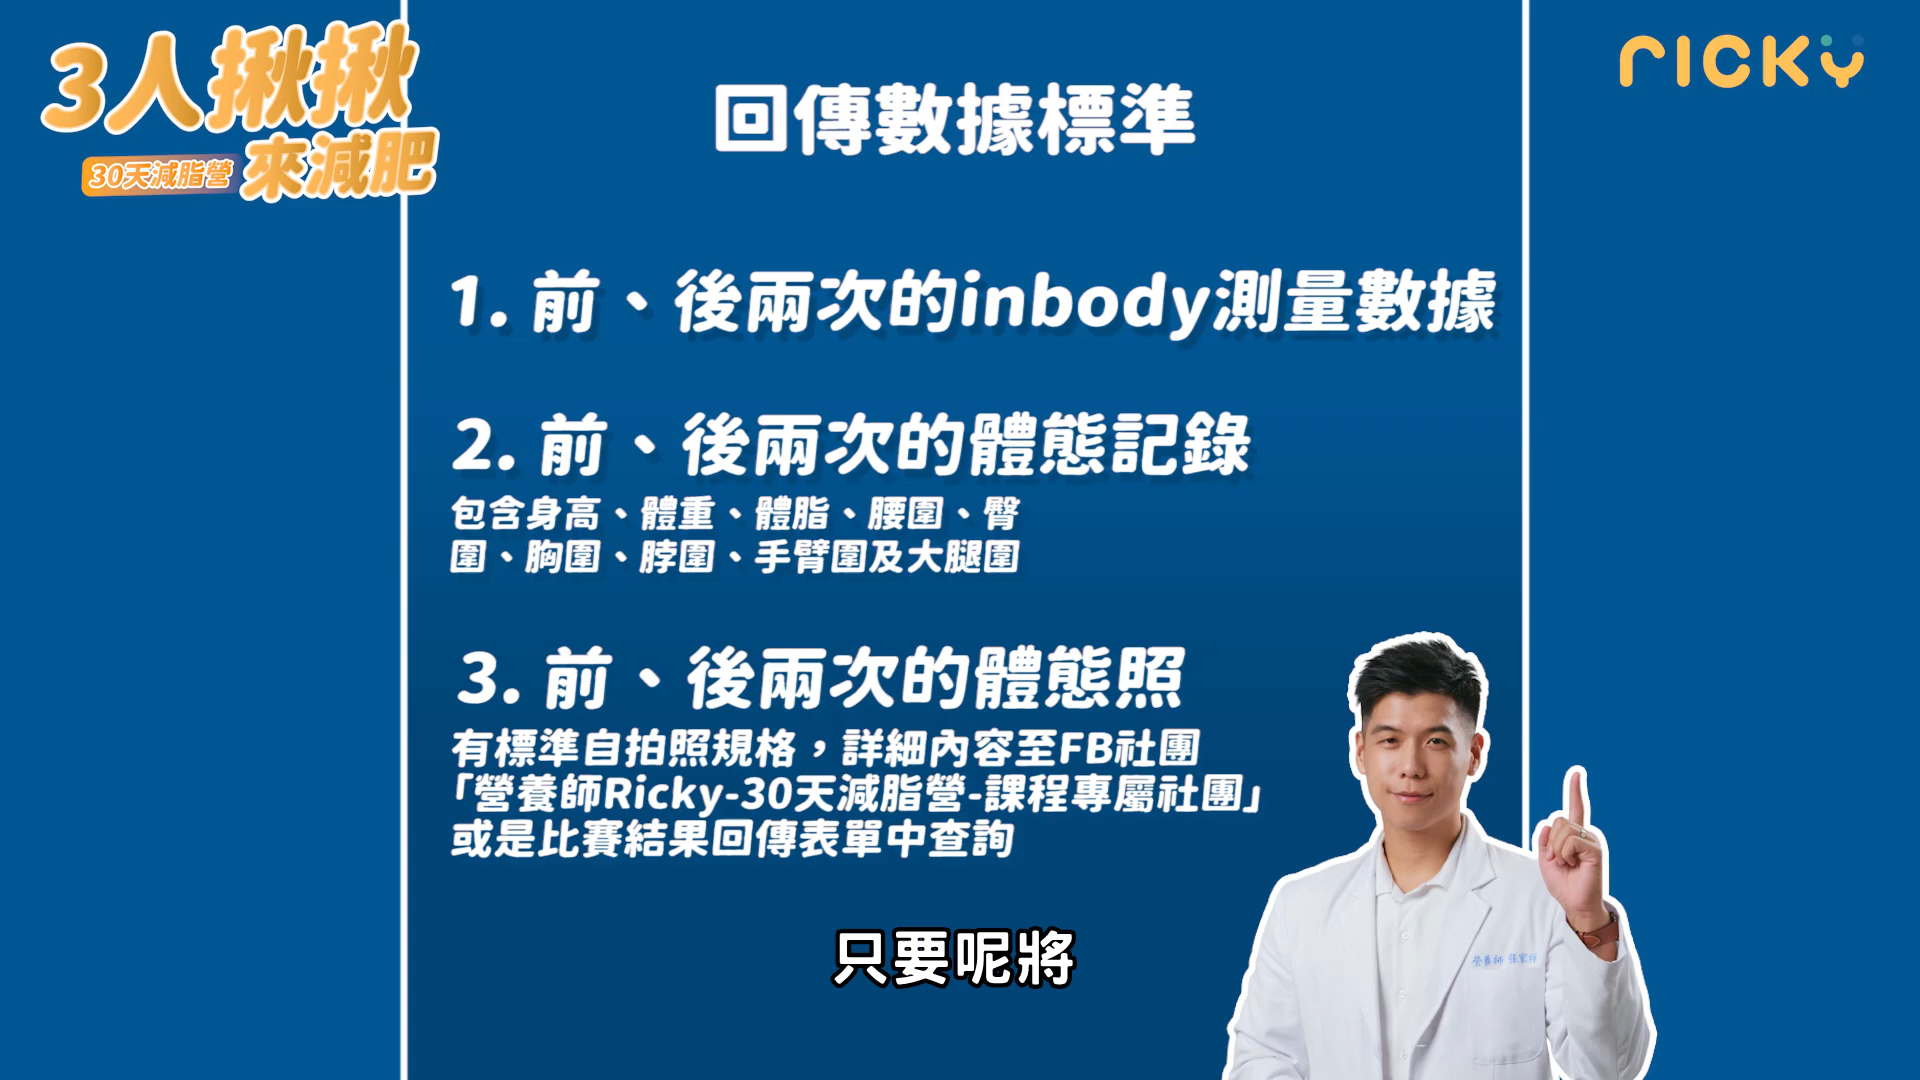 3人揪揪
來減肥
30天減脂營
RICKY
回傳數據標準
1. 前、後兩次的inbody測量數據
2. 前、後兩次的體態記錄
包含身高、體重、體脂、腰圍、臀
圍、胸圍、脖圍、手臂圍及大腿圍
3. 前、後兩次的體態照
有標準自拍照規格，詳細內容至FB社團
「營養師Ricky-30天減脂營-課程專屬社團」
或是比賽結果回傳表單中查詢
營養師 張家祥
只要呢將